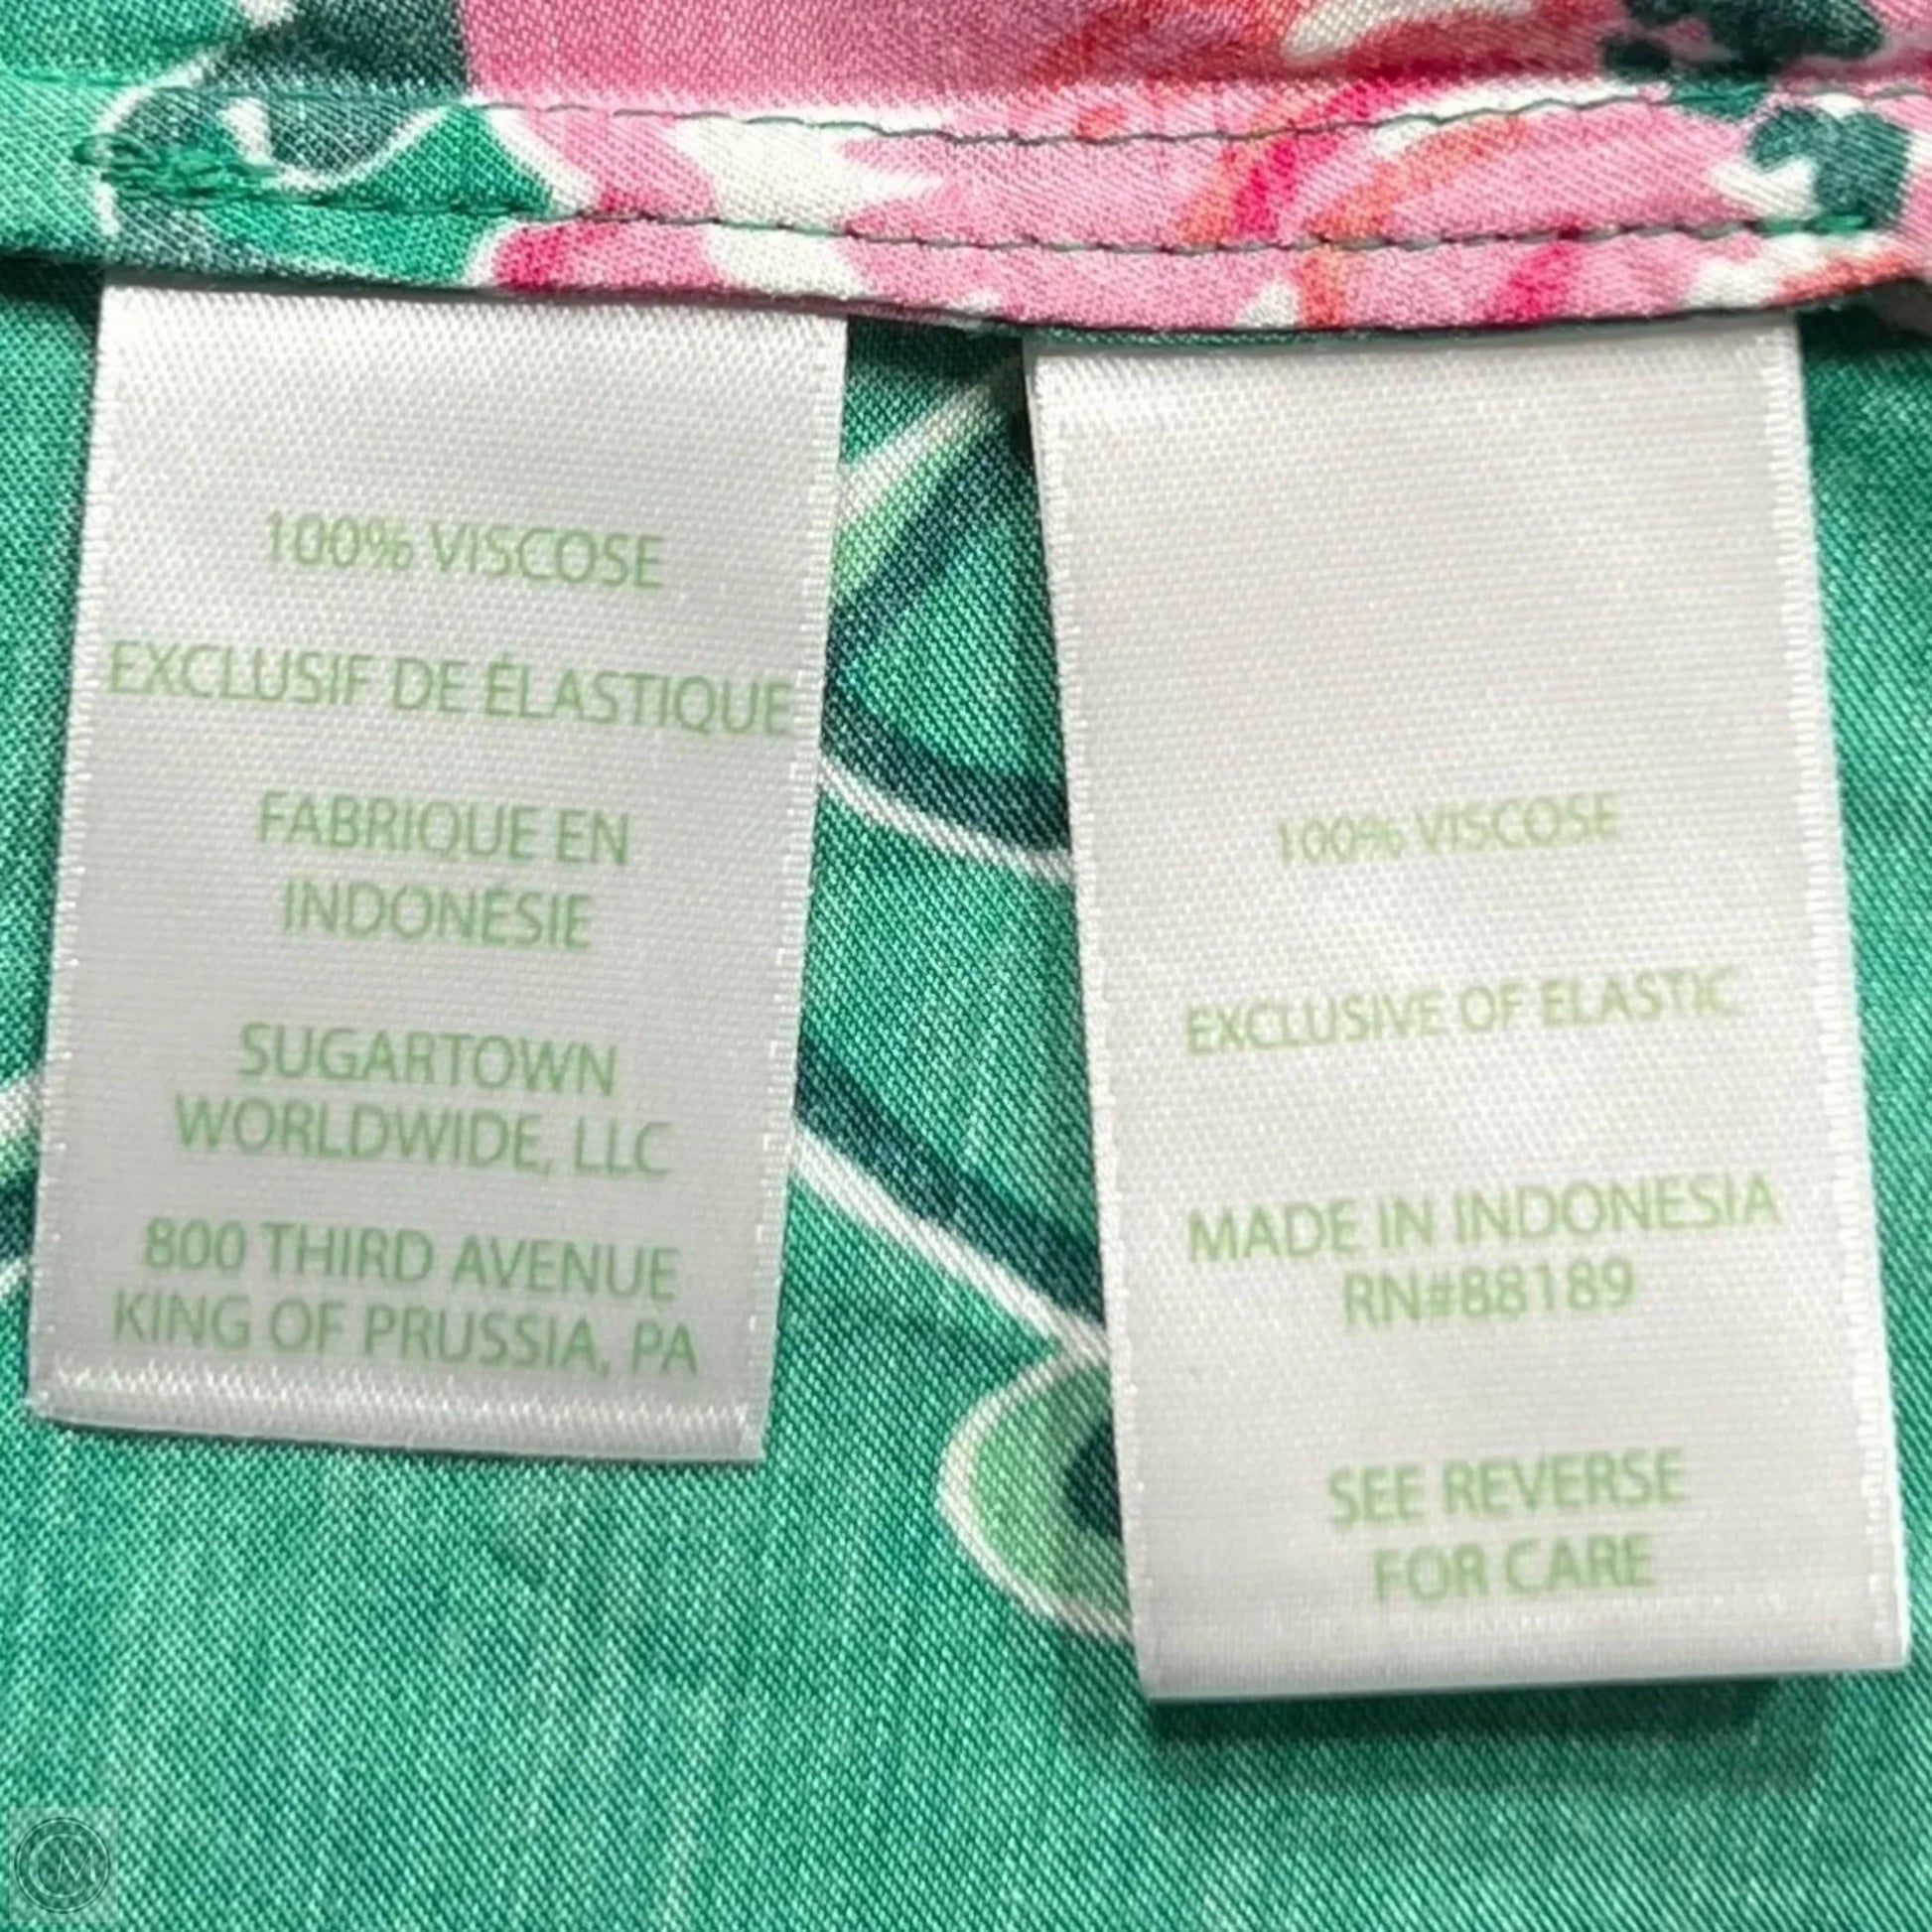 100% VISCOSE
EXCLUSIF DE ÉLASTIQUE
FABRIQUE EN
INDONÉSIE
SUGARTOWN
WORLDWIDE, LLC
800 THIRD AVENUE
KING OF PRUSSIA, PA
100% VISCOSE
EXCLUSIVE OF ELASTIC
MADE IN INDONESIA
RN#88189
SEE REVERSE
FOR CARE